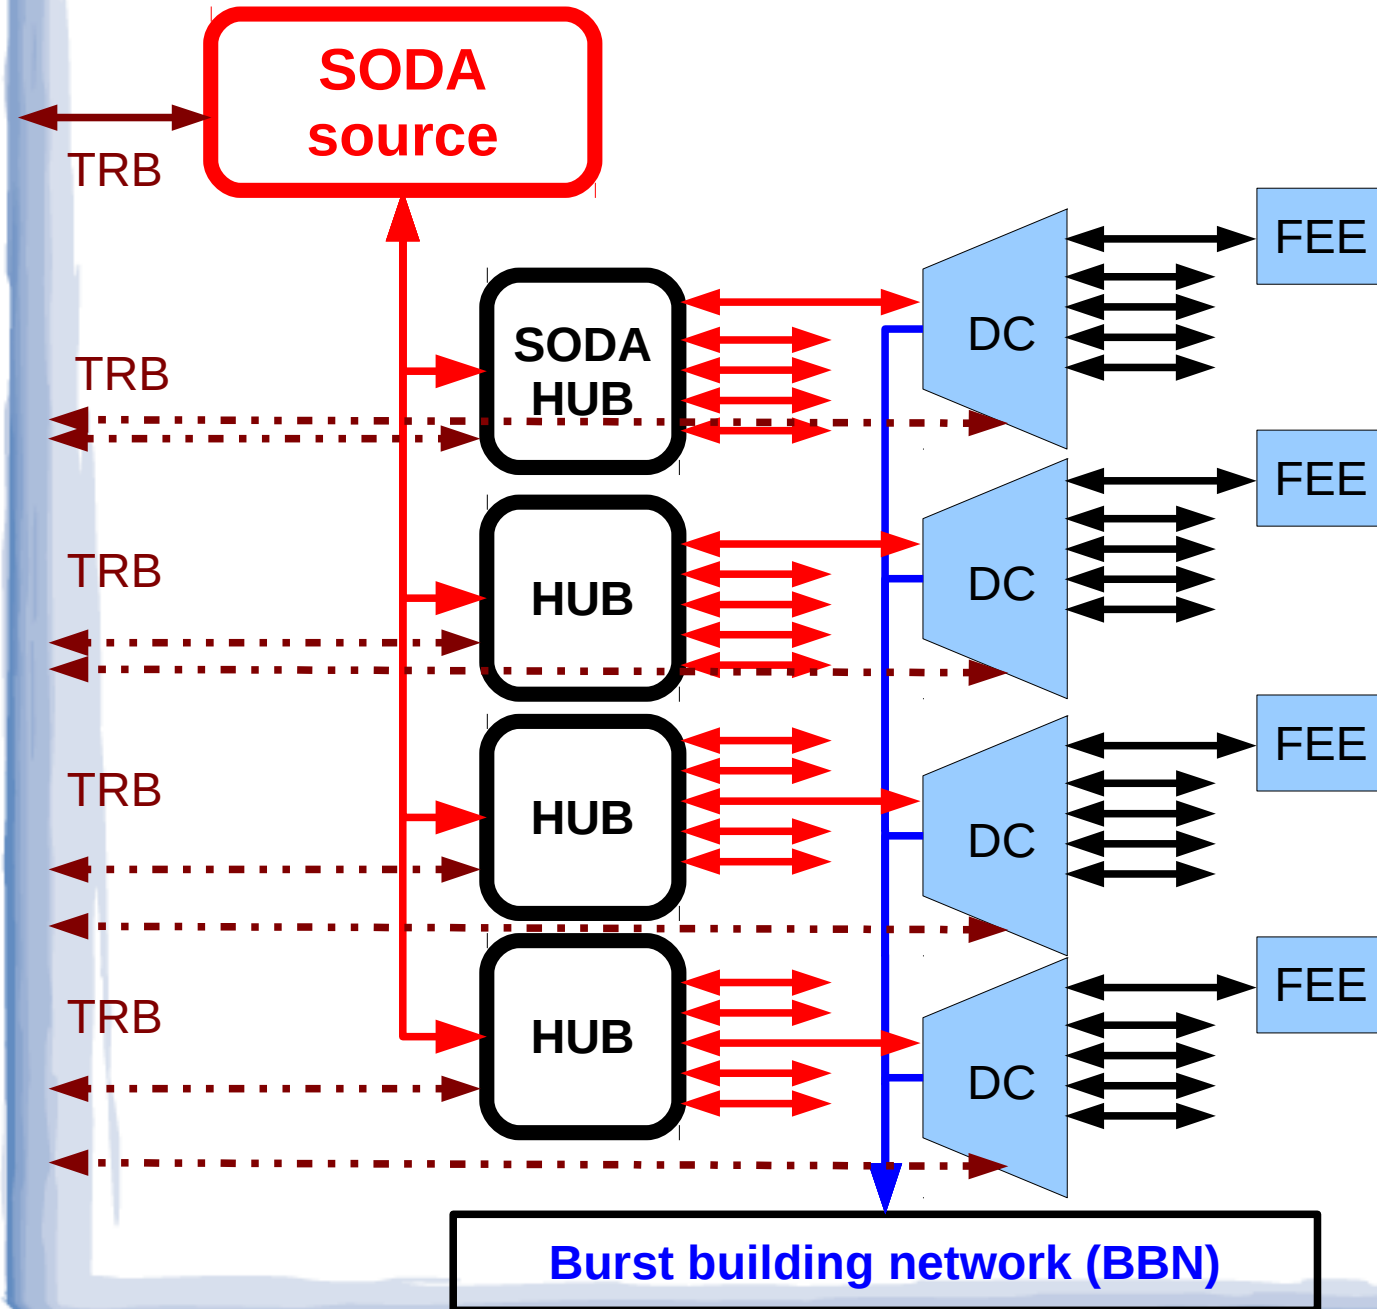 SODA
source
TRB
FEE
SODA
HUB
DC
TRB
FEE
TRB
HUB
DC
FEE
TRB
HUB
DC
FEE
TRB
HUB
DC
Burst building network (BBN)